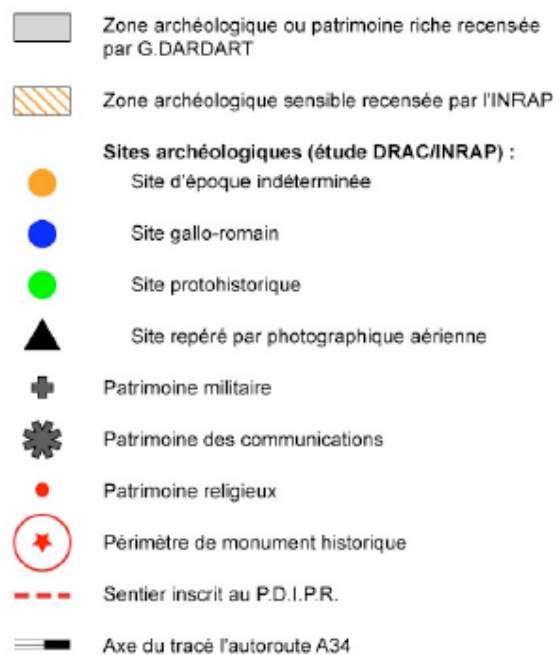 Zone archéologique ou patrimoine riche recensée
par G.DARDART
Zone archéologique sensible recensée par l'INRAP
Sites archéologiques (étude DRAC/INRAP) :
Site d'époque indéterminée
Site gallo-romain
Site protohistorique
Site repéré par photographique aérienne
Patrimoine militaire
Patrimoine des communications
Patrimoine religieux
Périmètre de monument historique
Sentier inscrit au P.D.I.P.R.
Axe du tracé l'autoroute A34